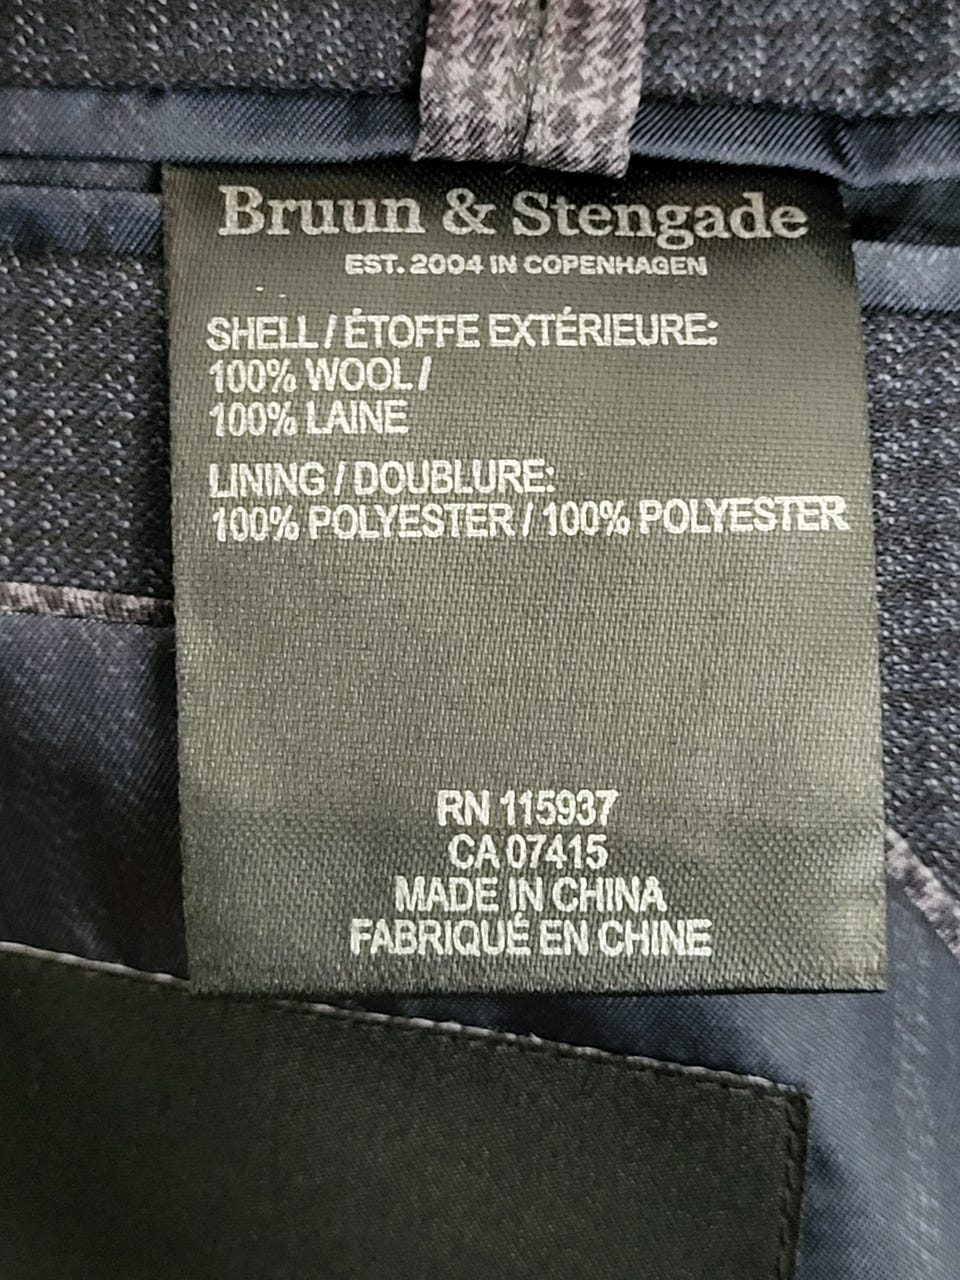 Bruun & Stengade
EST. 2004 IN COPENHAGEN
SHELL / ÉTOFFE EXTÉRIEURE:
100% WOOL /
100% LAINE
LINING / DOUBLURE:
100% POLYESTER / 100% POLYESTER
RN 115937
CA 07415
MADE IN CHINA
FABRIQUÉ EN CHINE